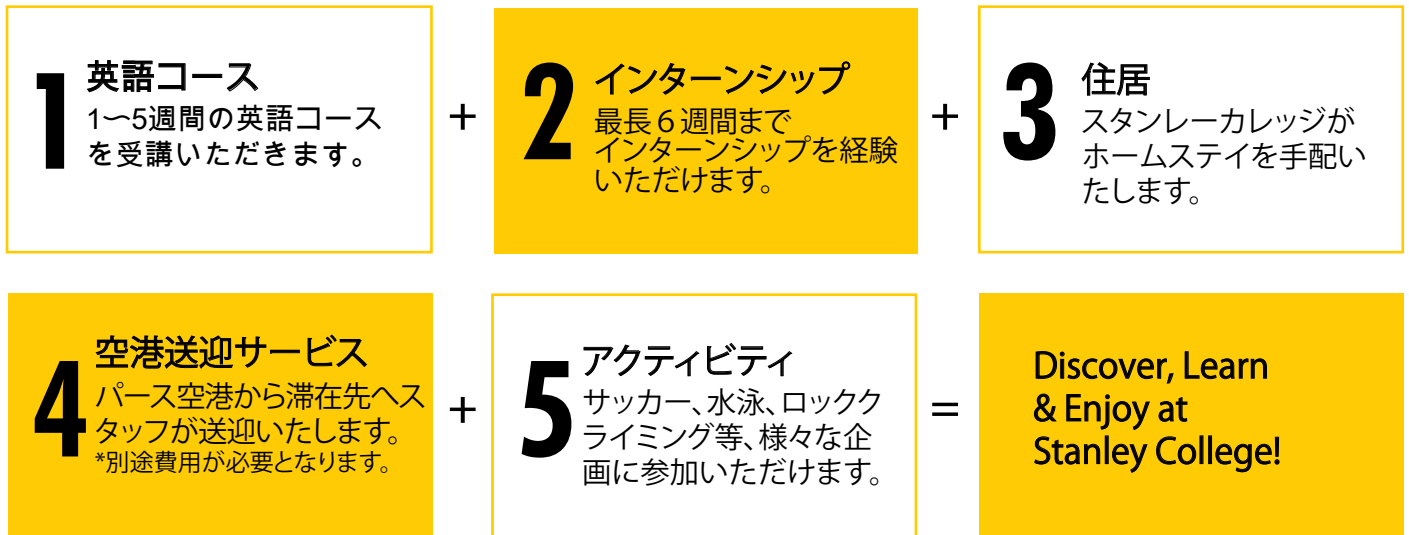 1
英語コース
1〜5週間の英語コース
を受講いただきます。
+
2
インターンシップ
最長６週間まで
インターンシップを経験
いただけます。
+
3
住居
スタンレーカレッジが
ホームステイを手配い
たします。
4
空港送迎サービス
パース空港から滞在先へス
タッフが送迎いたします。
*別途費用が必要となります。
+
5
アクティビティ
サッカー、水泳、ロックク
ライミング等、様々な企
画に参加いただけます。
=
Discover, Learn
& Enjoy at
Stanley College!